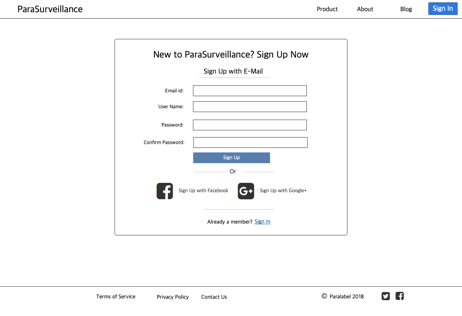 ParaSurveillance
Product About Blog Sign In
New to ParaSurveillance? Sign Up Now
Sign Up with E-Mail
Email id:
User Name:
Password:
Confirm Password:
Sign Up
Or
Sign Up with Facebook G+ Sign Up with Google+
Already a member? Sign In
Terms of Service Privacy Policy Contact Us © Paralabel 2018